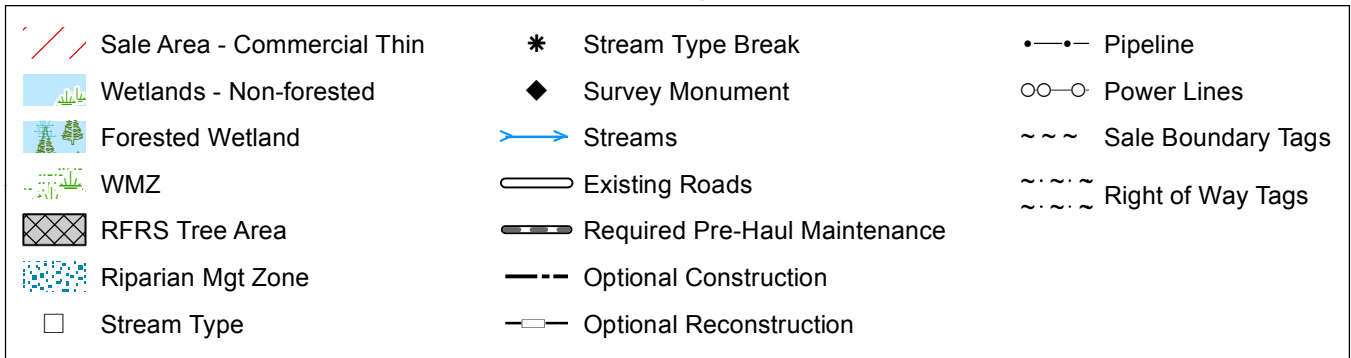 Sale Area - Commercial Thin
Wetlands - Non-forested
Forested Wetland
WMZ
RFRS Tree Area
Riparian Mgt Zone
Stream Type
Stream Type Break
Survey Monument
Streams
Existing Roads
Required Pre-Haul Maintenance
Optional Construction
Optional Reconstruction
Pipeline
Power Lines
Sale Boundary Tags
Right of Way Tags